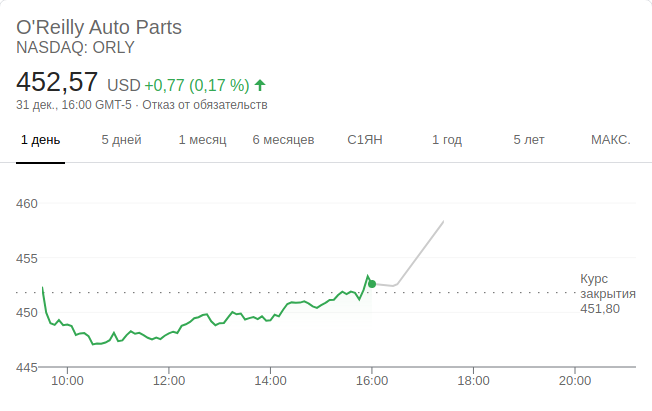 O'Reilly Auto Parts
NASDAQ: ORLY
452,57 USD +0,77 (0,17 %)
31 дек., 16:00 GMT-5 · Отказ от обязательств
1 день 5 дней 1 месяц 6 месяцев С1ЯН 1 год 5 лет МАКС.
460
455
450
445
Курс
закрытия
451,80
10:00 12:00 14:00 16:00 18:00 20:00